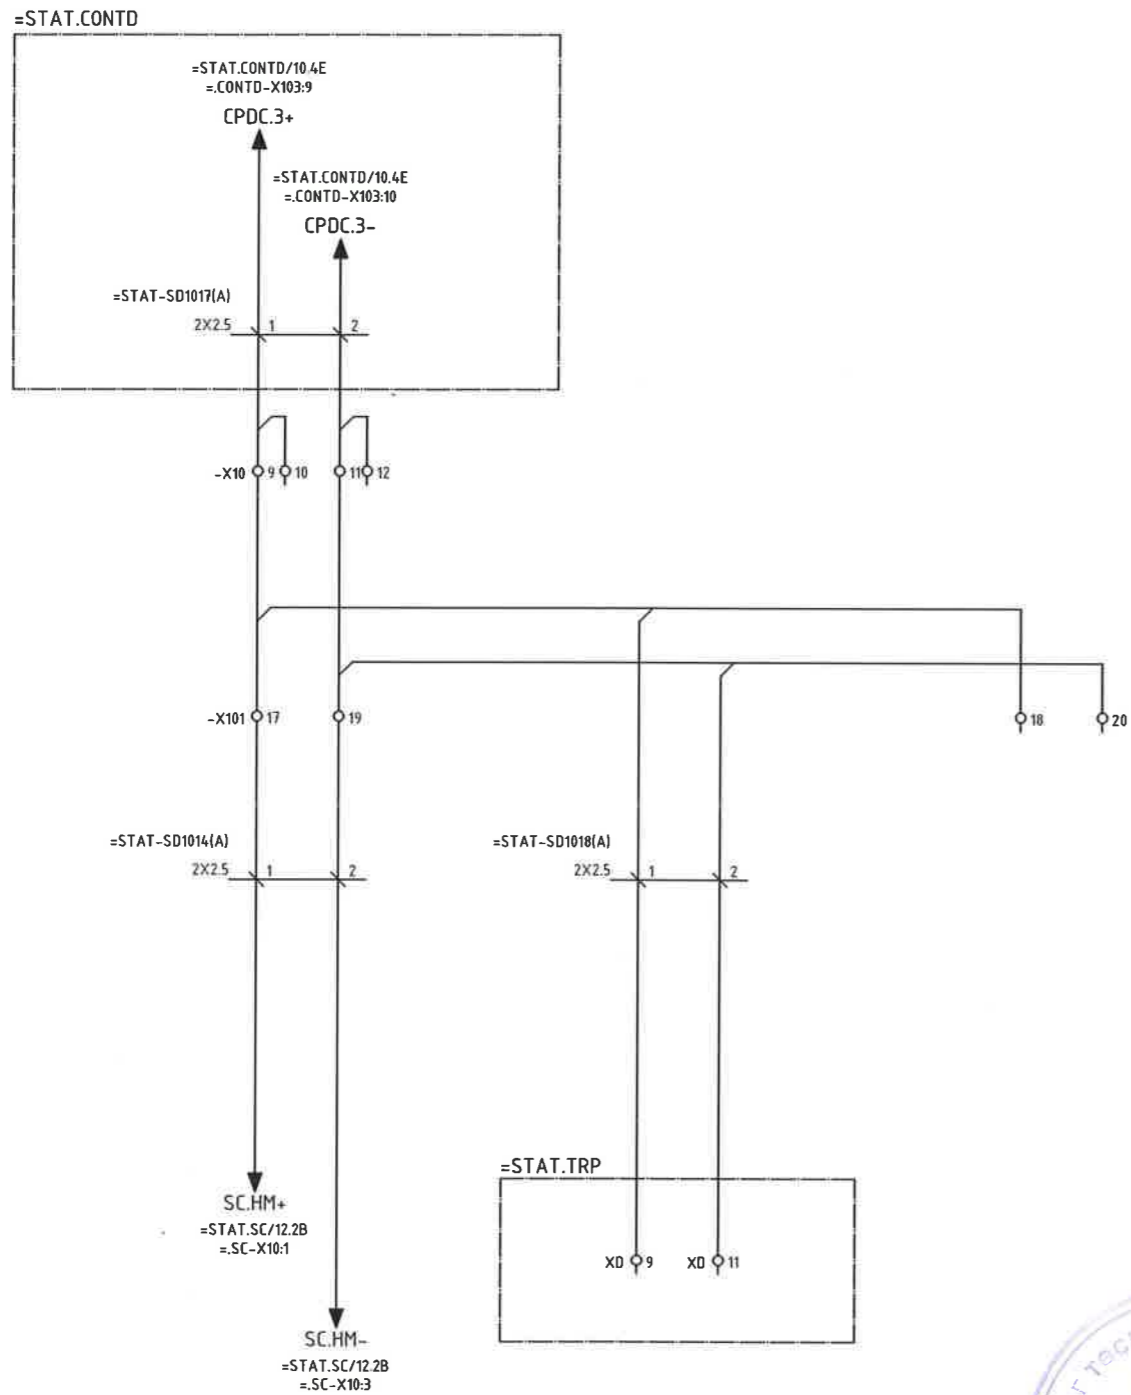 =STAT.CONTD
=STAT.CONTD/10.4E
=.CONTD-X103:9
CPDC.3+
=STAT.CONTD/10.4E
=.CONTD-X103:10
CPDC.3-
=STAT-SD1017(A)
2X2.5 1 2
-X10 9 10 11 12
-X101 17 19 18 20
=STAT-SD1014(A) =STAT-SD1018(A)
2X2.5 1 2 2X2.5 1 2
=STAT.TRP
SC.HM+
=STAT.SC/12.2B
=.SC-X10:1
XD 9 XD 11
SC.HM-
=STAT.SC/12.2B
=.SC-X10:3